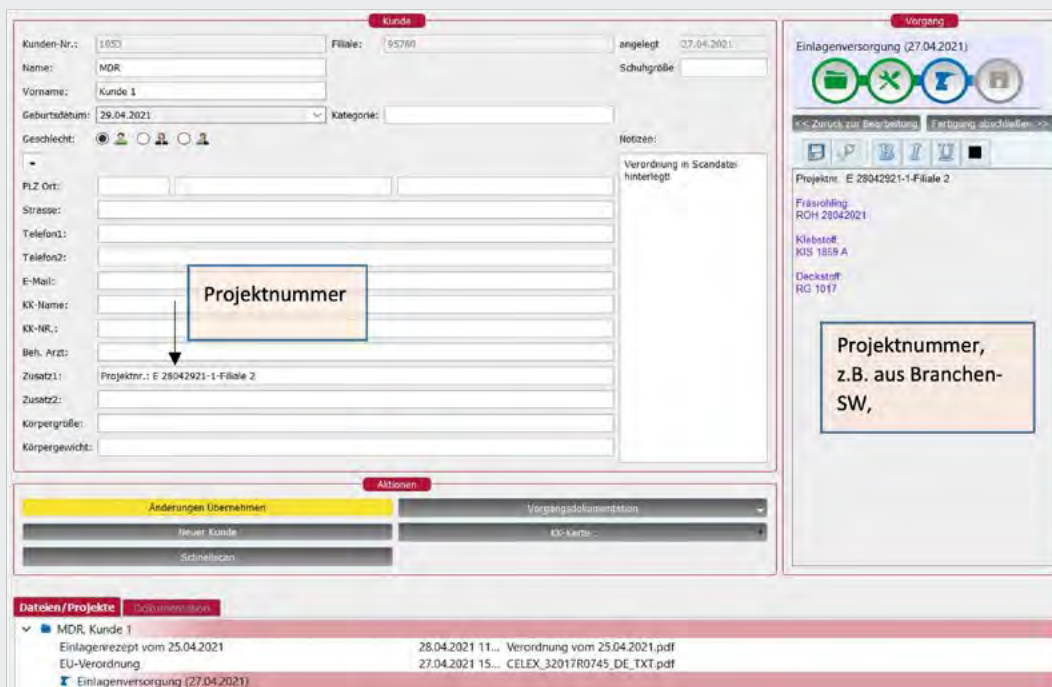 Kunde
Kunden-Nr.: 1053 Filiale: 95760 angelegt 27.04.2021
Name: MDR Schuhgröße
Vorname: Kunde 1
Geburtsdatum: 29.04.2021 Kategorie:
Geschlecht: Notizen:
Verordnung in Scandatei
hinterlegt!
PLZ Ort:
Strasse:
Telefon1:
Telefon2:
E-Mail:
KK-Name:
KK-NR.:
Beh. Arzt:
Zusatz1: Projektnr.: E 28042921-1-Filiale 2
Zusatz2:
Körpergröße:
Körpergewicht:
Projektnummer
Aktionen
Änderungen Übernehmen Vorgangsdokumentation
Neuer Kunde KK-Karte
Schnellscan
Vorgang
Einlagenversorgung (27.04.2021)
<< Zurück zur Bearbeitung Fertigung abschließen >>
B I U
Projektnr. E 28042921-1-Filiale 2
Fräsrohling:
ROH 28042021
Klebstoff:
KIS 1859 A
Deckstoff:
RG 1017
Projektnummer,
z.B. aus Branchen-
SW,
Dateien/Projekte Dokumentation
MDR, Kunde 1
Einlagenrezept vom 25.04.2021 28.04.2021 11... Verordnung vom 25.04.2021.pdf
EU-Verordnung 27.04.2021 15... CELEX_32017R0745_DE_TXT.pdf
Einlagenversorgung (27.04.2021)